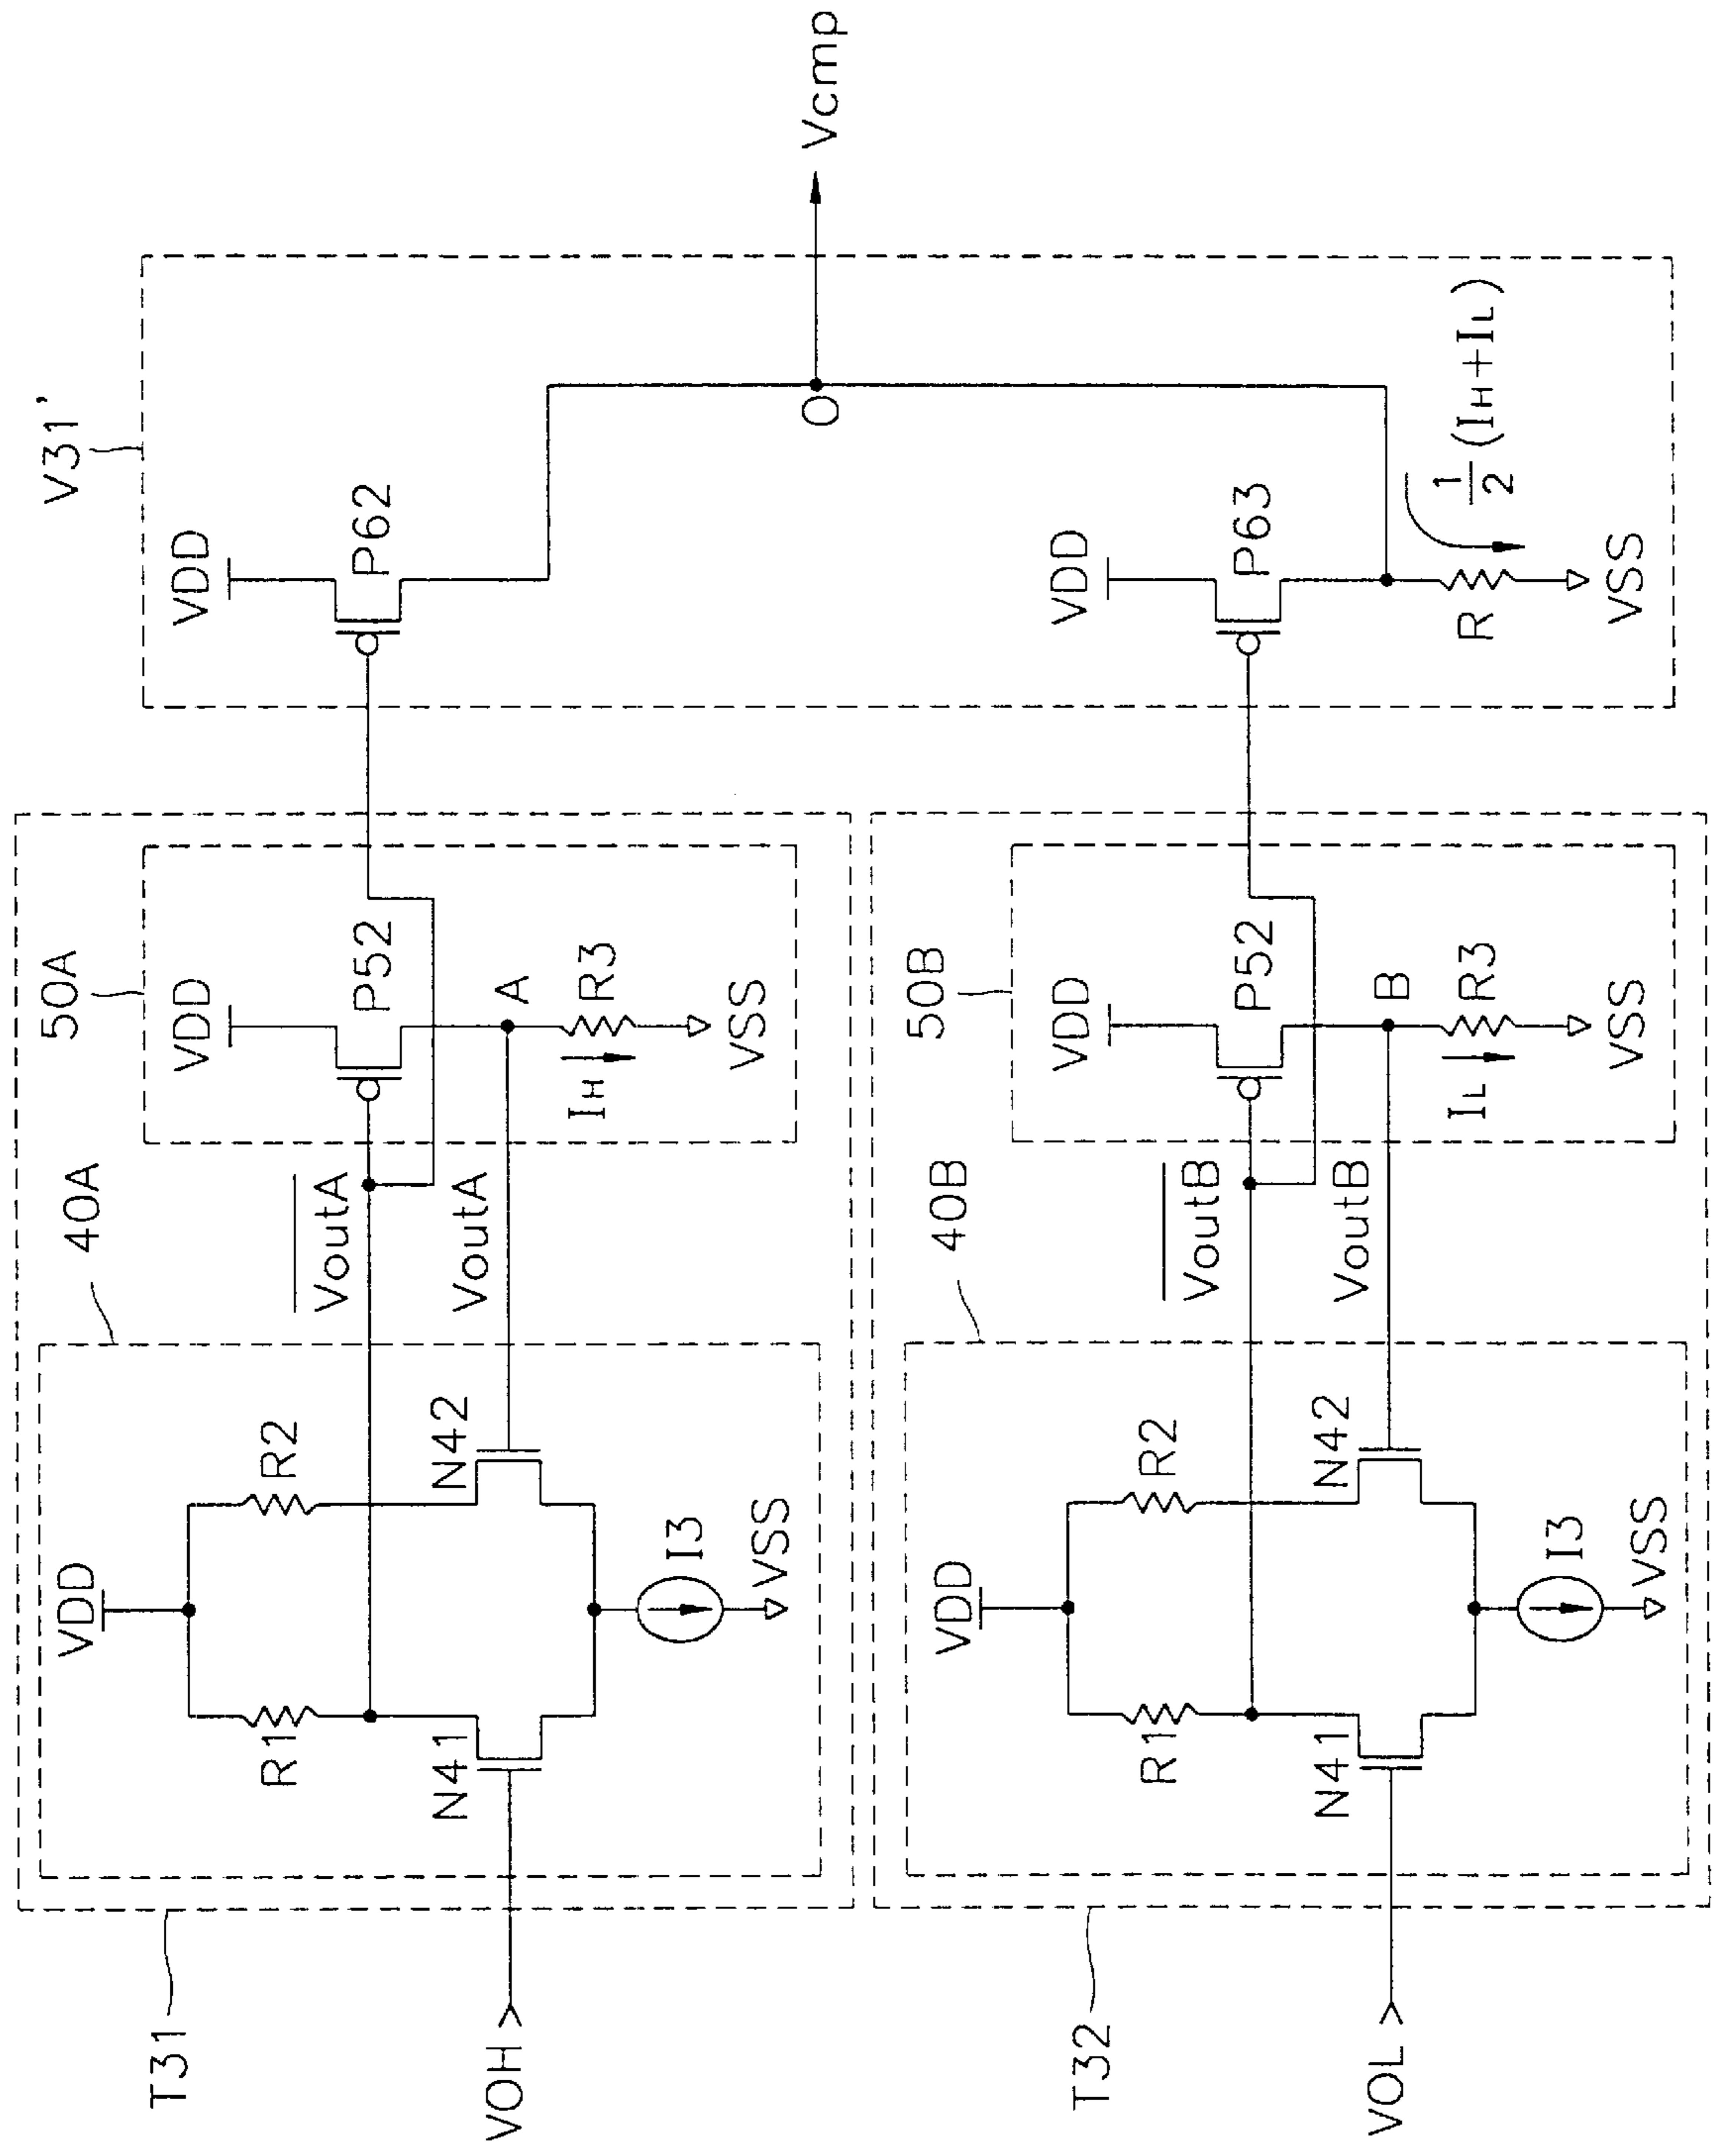 V31'
VDD
P62
O
Vcmp
VDD
P63
R
1/2 (IH+IL)
VSS
50A
VDD
P52
A
R3
IH
VSS
50B
VDD
P52
B
R3
IL
VSS
40A
V̅o̅u̅t̅A̅
VoutA
VDD
R1
R2
N41
N42
I3
VSS
40B
V̅o̅u̅t̅B̅
VoutB
VDD
R1
R2
N41
N42
I3
VSS
T31
VOH
T32
VOL